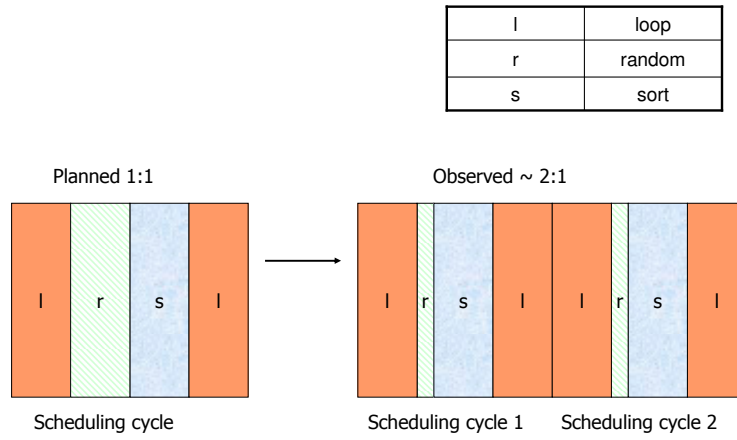 l loop
r random
s sort
Planned 1:1
Observed ~ 2:1
l r s l
l r s l l r s l
Scheduling cycle
Scheduling cycle 1 Scheduling cycle 2